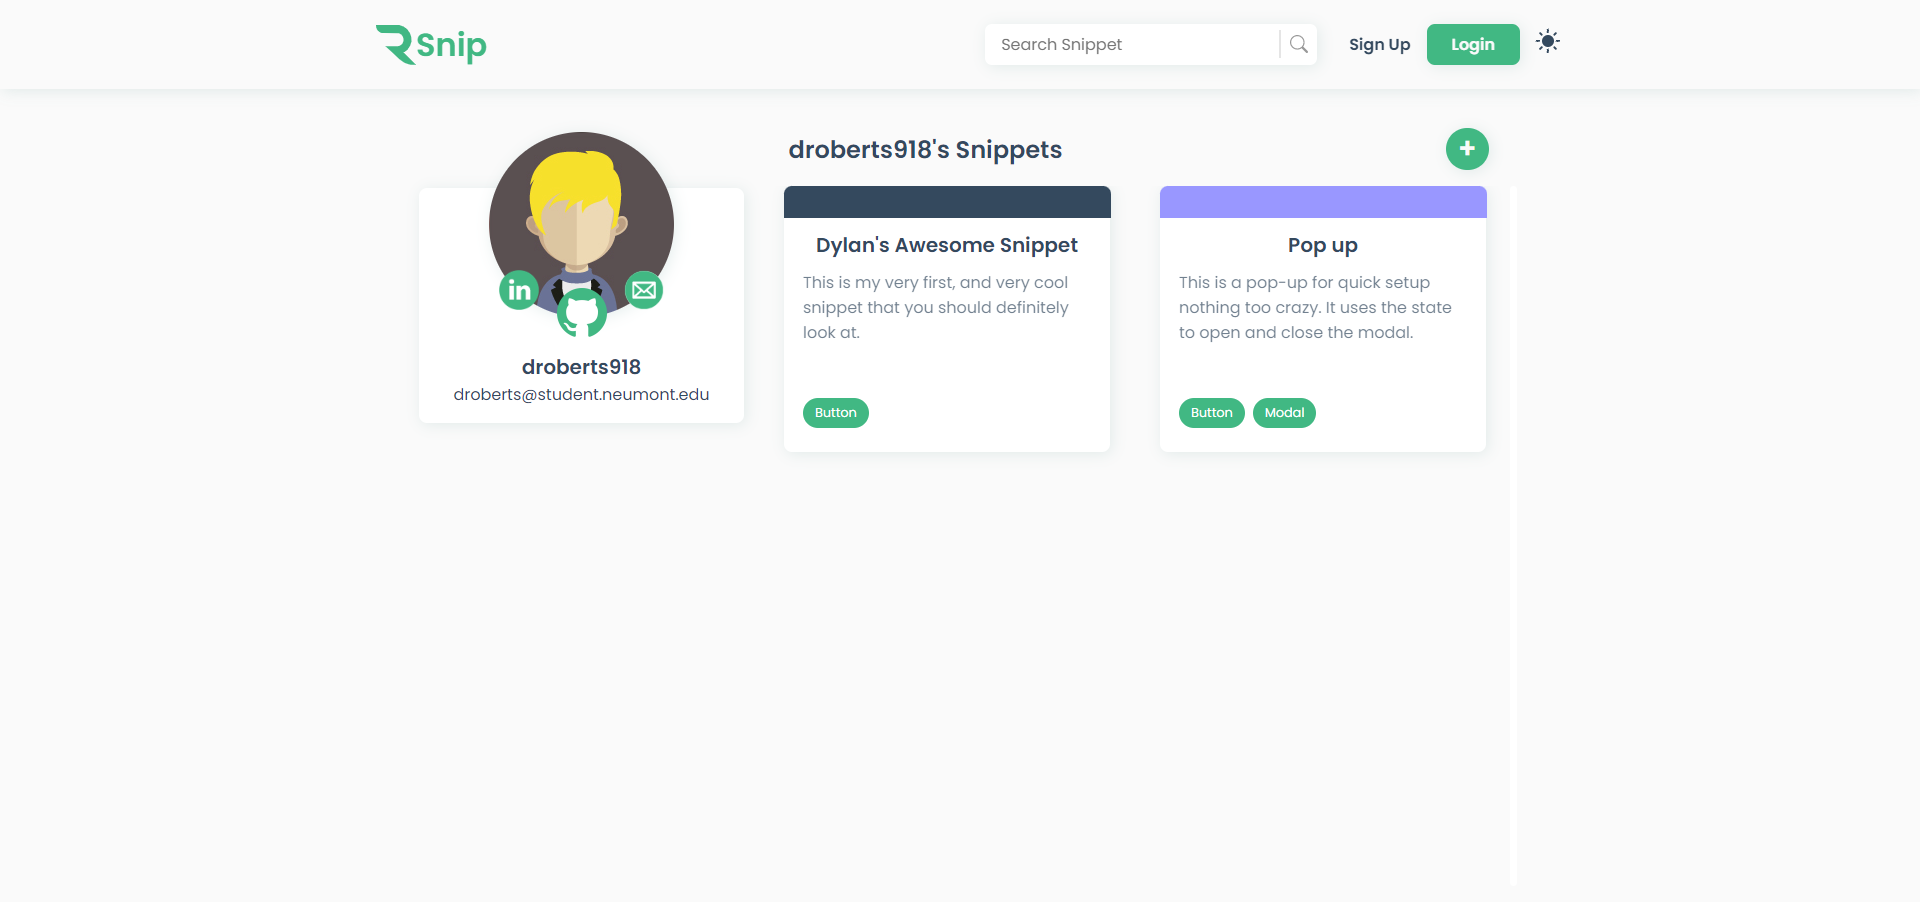 Snip
Search Snippet
Sign Up
Login
droberts918's Snippets
+
in
droberts918
droberts@student.neumont.edu
Dylan's Awesome Snippet
This is my very first, and very cool
snippet that you should definitely
look at.
Button
Pop up
This is a pop-up for quick setup
nothing too crazy. It uses the state
to open and close the modal.
Button
Modal